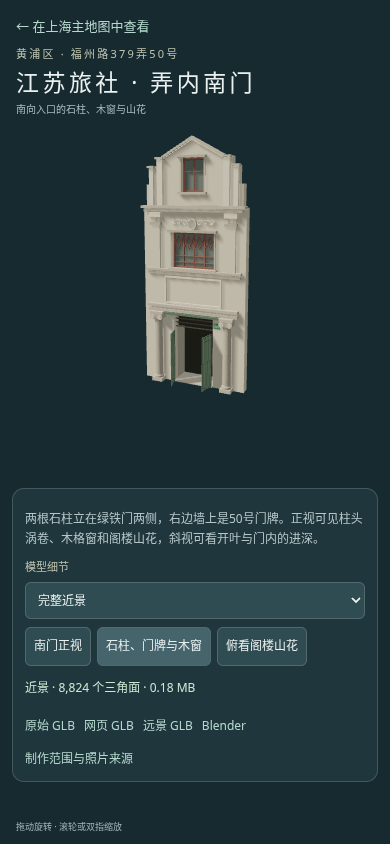 ← 在上海主地图中查看
黄浦区 · 福州路379弄50号
江苏旅社 · 弄内南门
南向入口的石柱、木窗与山花
两根石柱立在绿铁门两侧，右边墙上是50号门牌。正视可见柱头
涡卷、木格窗和阁楼山花，斜视可看开叶与门内的进深。
模型细节
完整近景
南门正视 石柱、门牌与木窗 俯看阁楼山花
近景 · 8,824 个三角面 · 0.18 MB
原始 GLB 网页 GLB 远景 GLB Blender
制作范围与照片来源
拖动旋转 · 滚轮或双指缩放